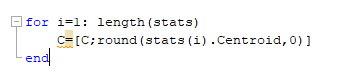 for i=1: length(stats)
    C=[C;round(stats(i).Centroid,0)]
end